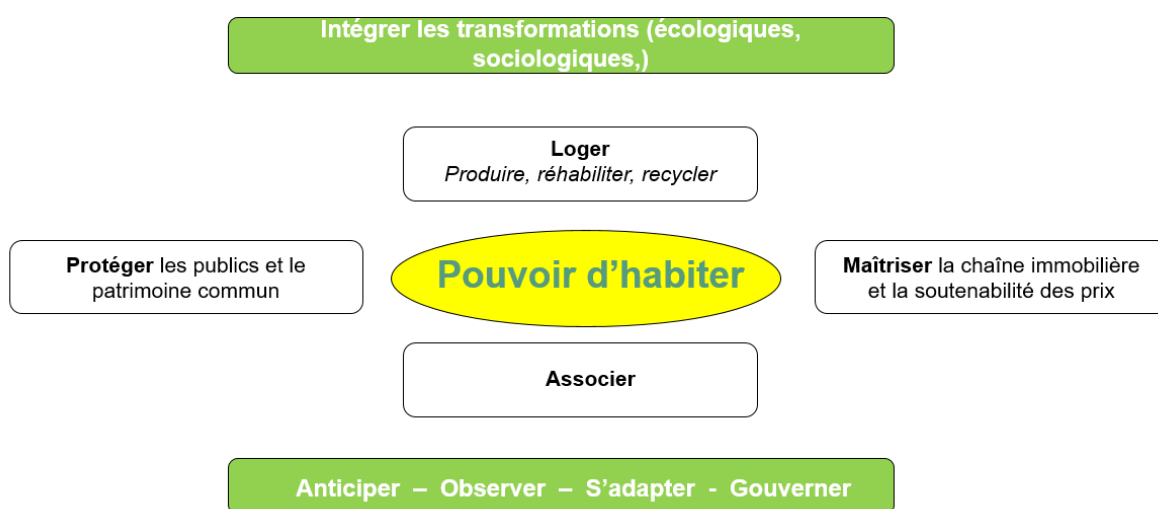 Intégrer les transformations (écologiques,
sociologiques,)
Loger
Produire, réhabiliter, recycler
Protéger les publics et le
patrimoine commun
Pouvoir d’habiter
Maîtriser la chaîne immobilière
et la soutenabilité des prix
Associer
Anticiper – Observer – S’adapter - Gouverner